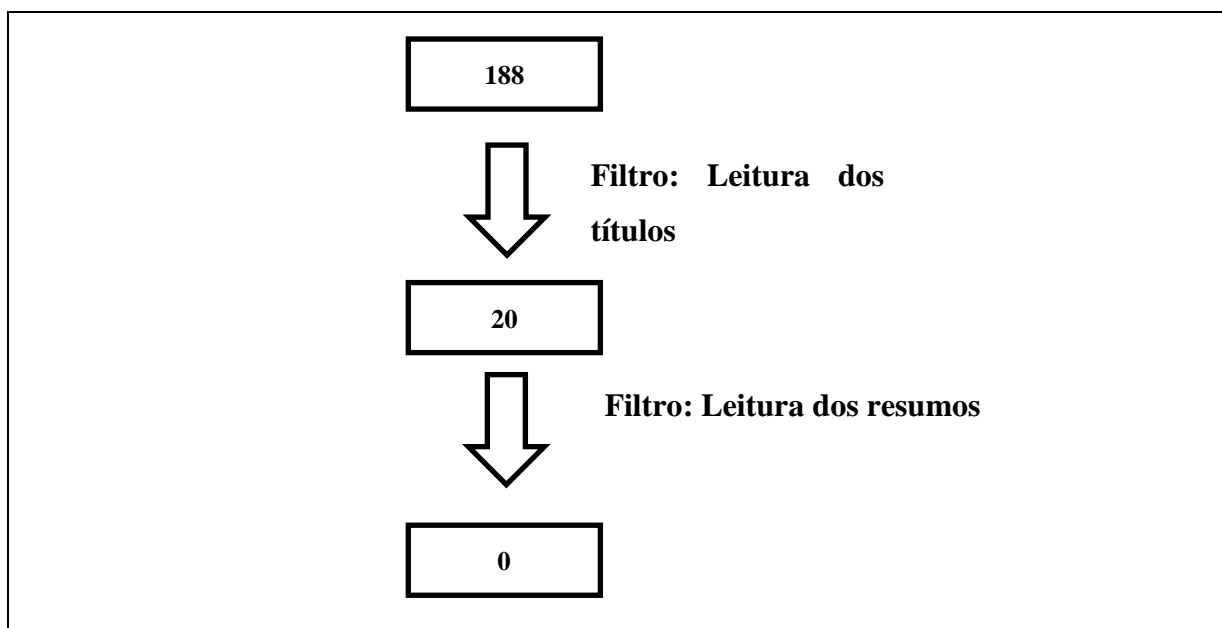 188
Filtro: Leitura dos
títulos
20
Filtro: Leitura dos resumos
0